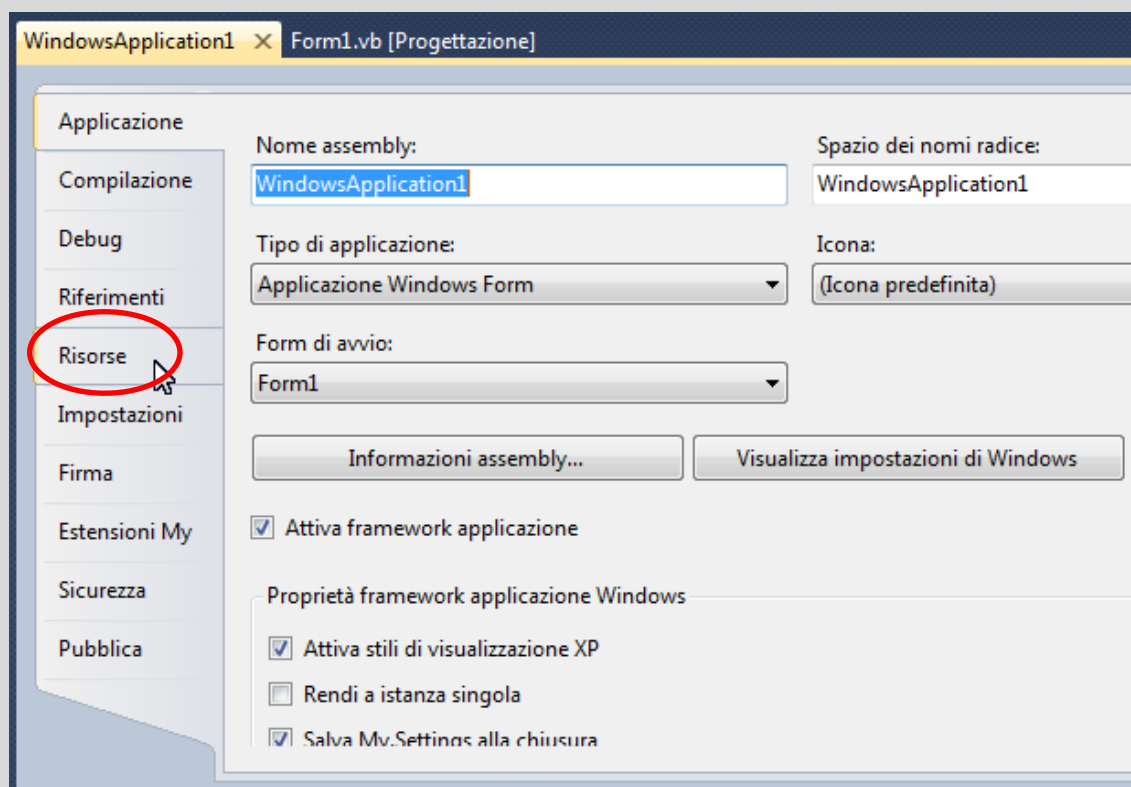 WindowsApplication1 Form1.vb [Progettazione]
Applicazione
Compilazione
Debug
Riferimenti
Risorse
Impostazioni
Firma
Estensioni My
Sicurezza
Pubblica
Nome assembly:
WindowsApplication1
Spazio dei nomi radice:
WindowsApplication1
Tipo di applicazione:
Applicazione Windows Form
Icona:
(Icona predefinita)
Form di avvio:
Form1
Informazioni assembly... Visualizza impostazioni di Windows
Attiva framework applicazione
Proprietà framework applicazione Windows
Attiva stili di visualizzazione XP
Rendi a istanza singola
Salva My.Settings alla chiusura